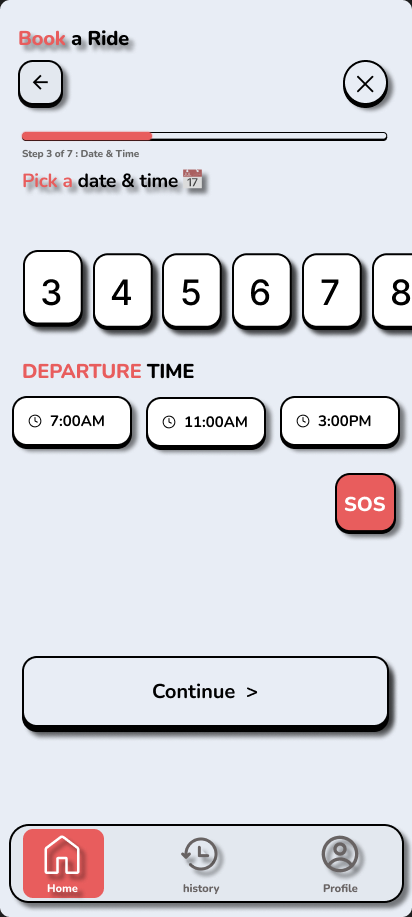 Book a Ride
Step 3 of 7 : Date & Time
Pick a date & time 17
3 4 5 6 7 8
DEPARTURE TIME
7:00AM 11:00AM 3:00PM
SOS
Continue >
Home history Profile